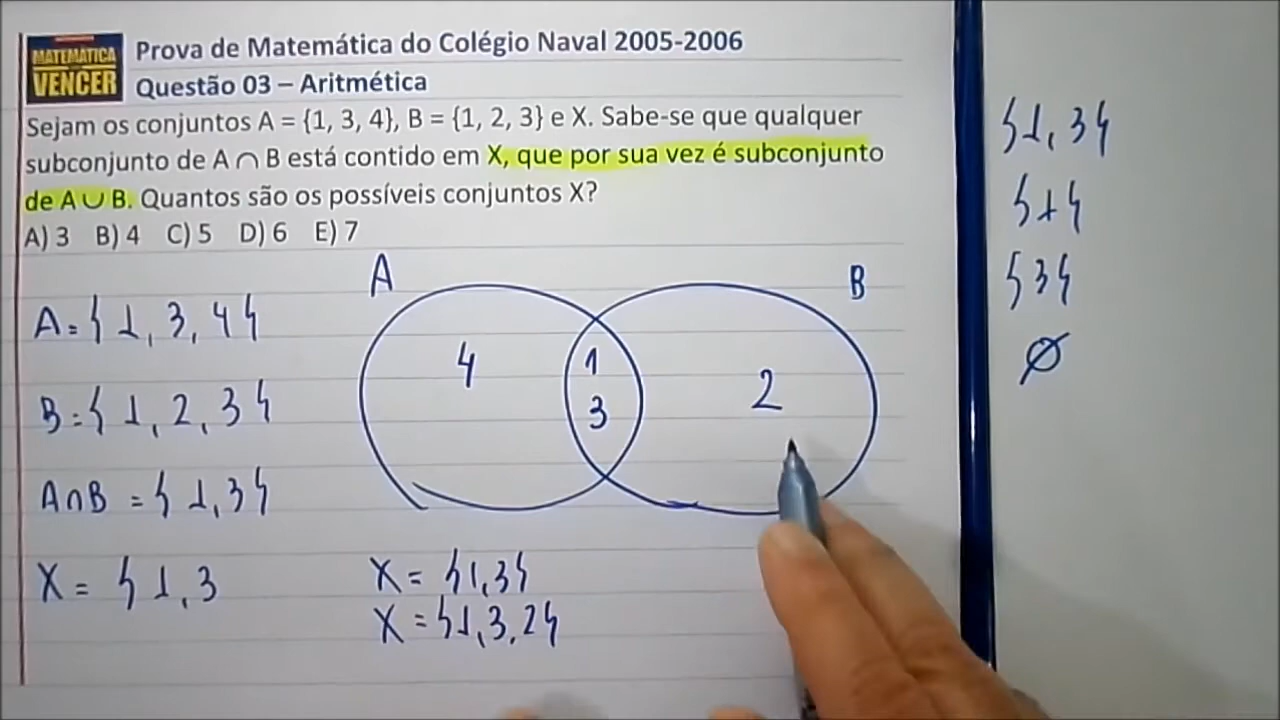 MATEMÁTICA
VENCER
Prova de Matemática do Colégio Naval 2005-2006
Questão 03 – Aritmética
Sejam os conjuntos A = {1, 3, 4}, B = {1, 2, 3} e X. Sabe-se que qualquer
subconjunto de A ∩ B está contido em X, que por sua vez é subconjunto
de A ∪ B. Quantos são os possíveis conjuntos X?
A) 3 B) 4 C) 5 D) 6 E) 7
A B
A = { 1, 3, 4 }
B = { 1, 2, 3 }
A ∩ B = { 1, 3 }
X = { 1, 3
4
1
3
2
X = {1, 3}
X = {1, 3, 2}
{1, 3}
{1}
{3}
∅